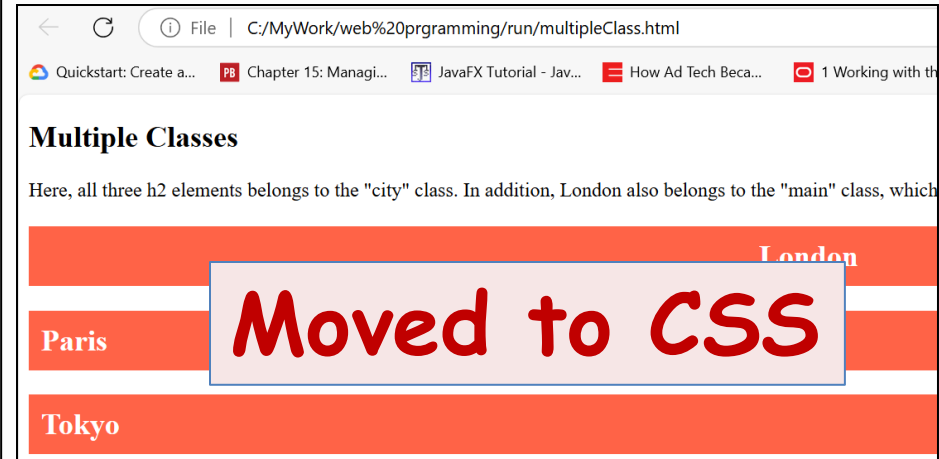 File | C:/MyWork/web%20prgramming/run/multipleClass.html
Quickstart: Create a... PB Chapter 15: Managi... JavaFX Tutorial - Jav... How Ad Tech Beca... 1 Working with th
Multiple Classes
Here, all three h2 elements belongs to the "city" class. In addition, London also belongs to the "main" class, which
London
Moved to CSS
Paris
Tokyo